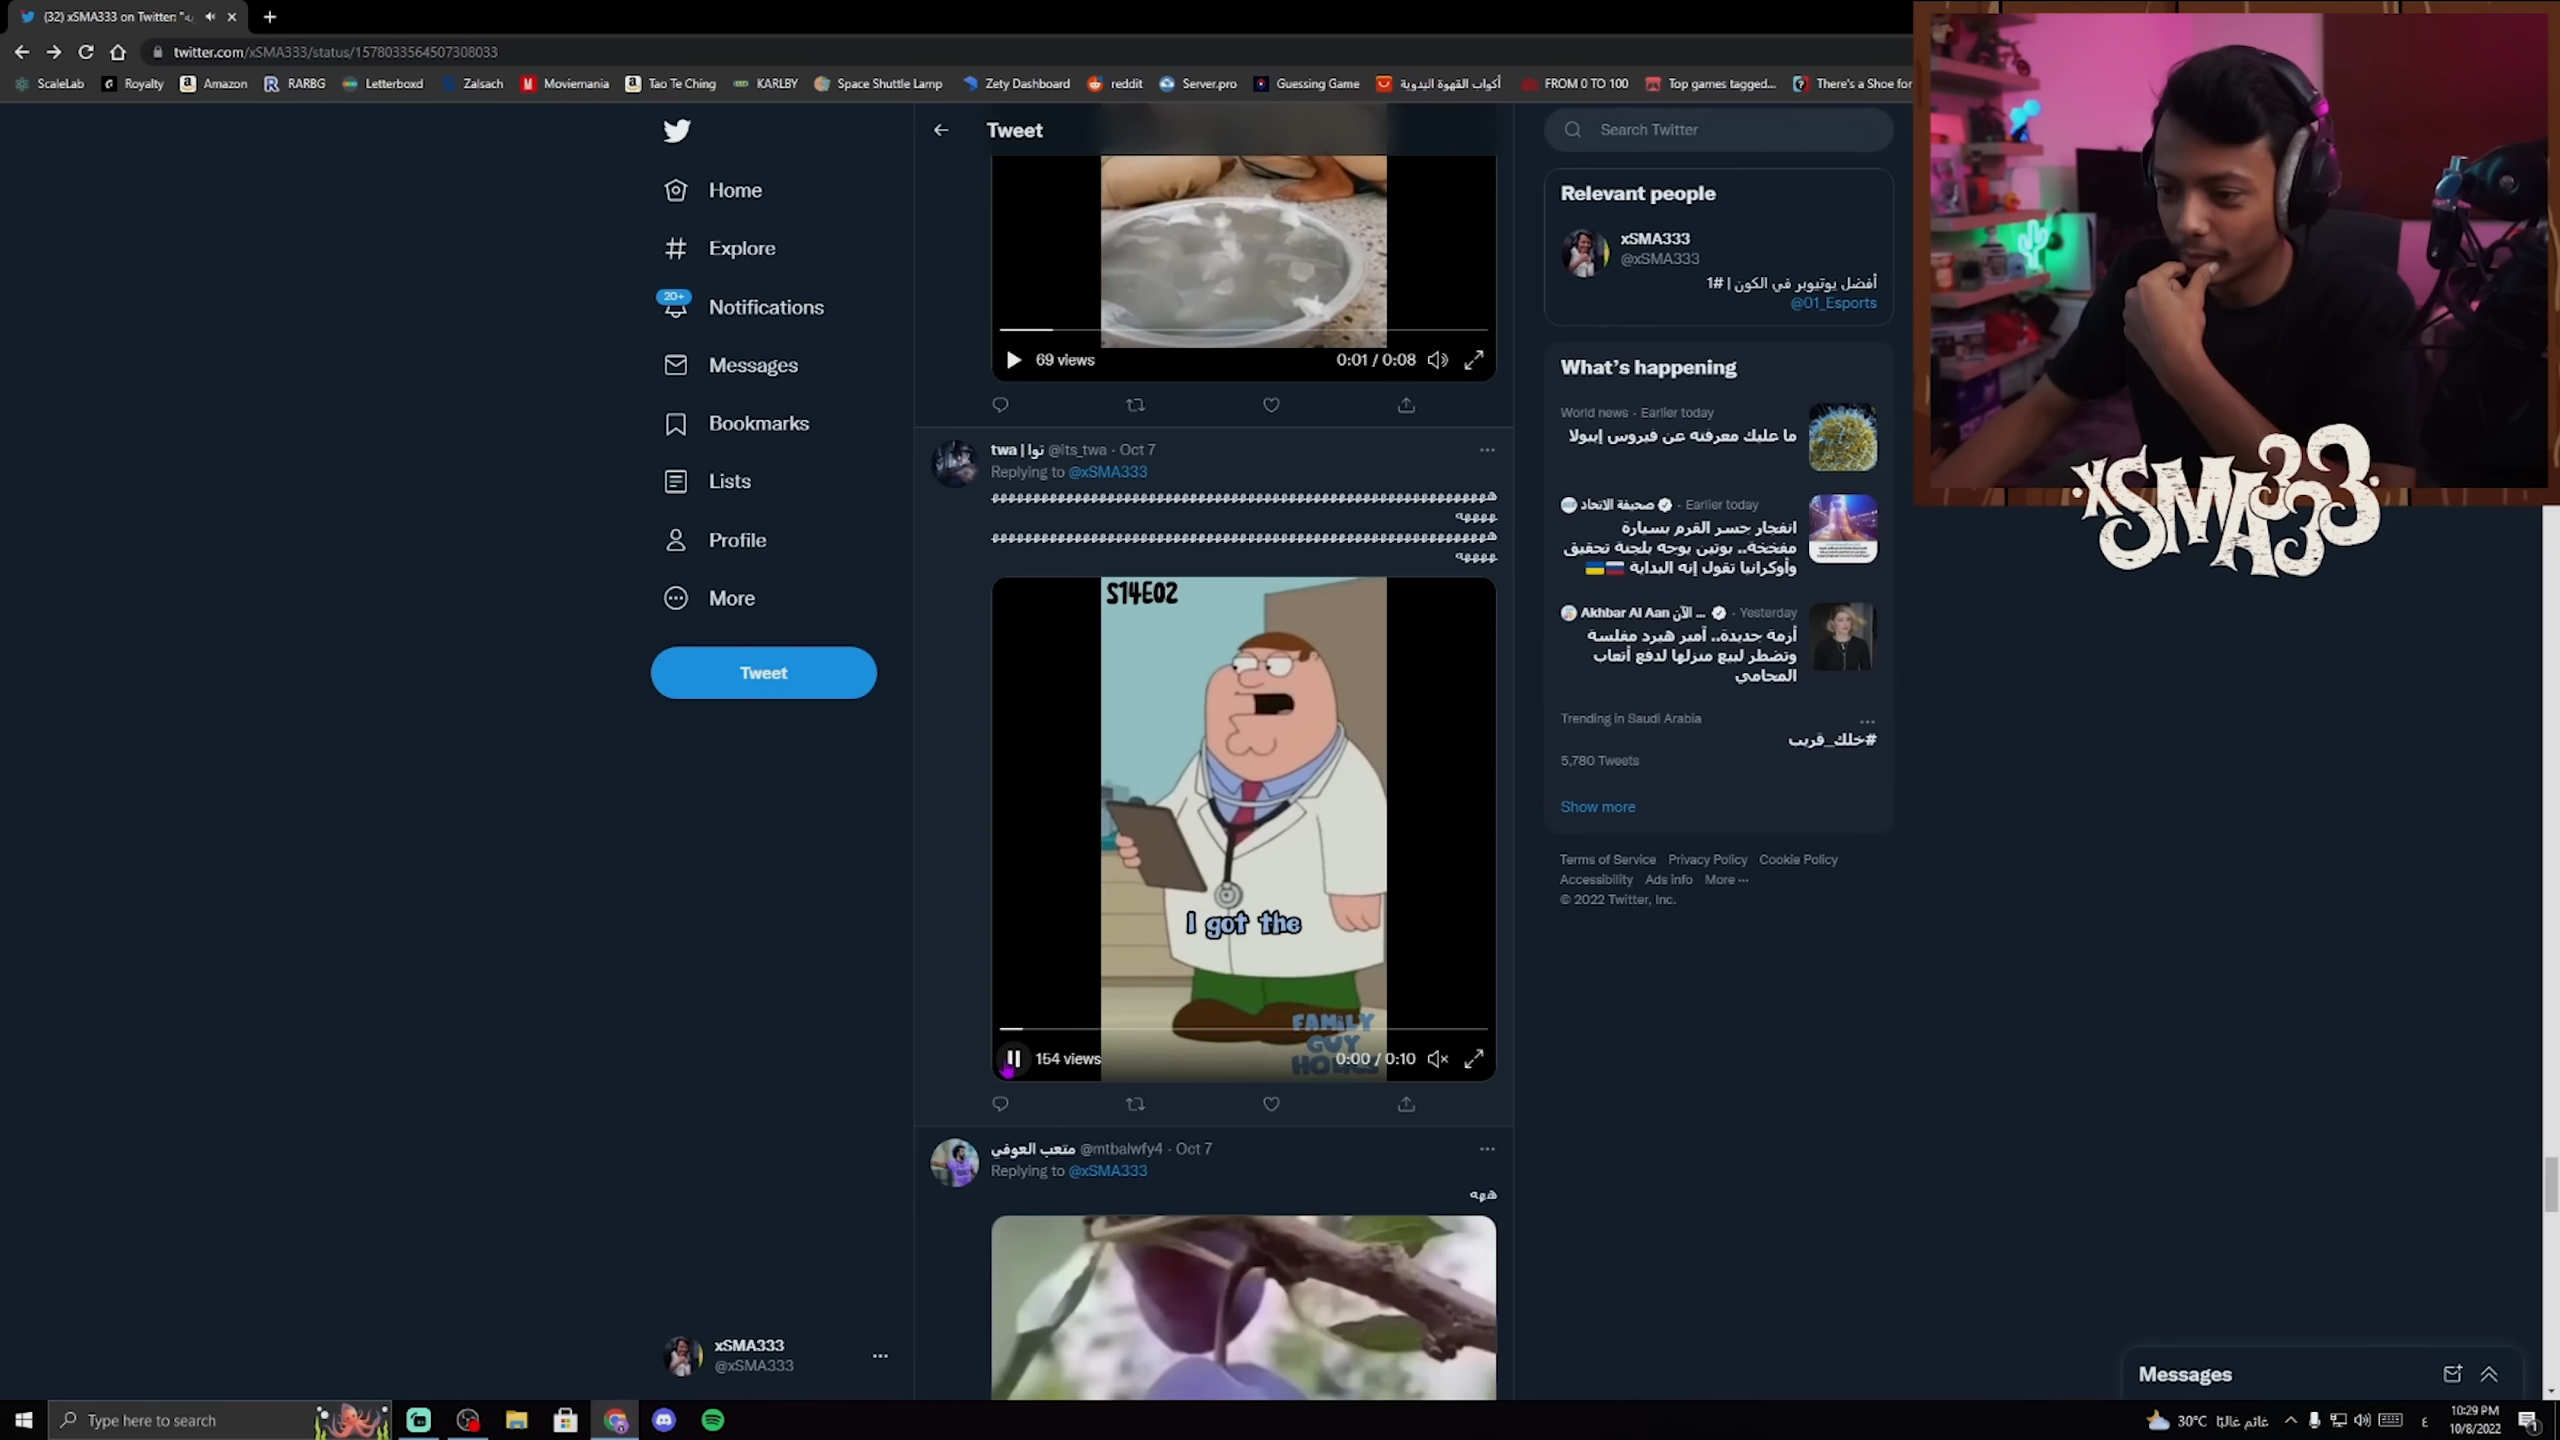 (32) xSMA333 on Twitter: "
twitter.com/xSMA333/status/1578033564507308033
ScaleLab Royalty Amazon RARBG Letterboxd Zalsach Moviemania Tao Te Ching KARLBY Space Shuttle Lamp Zety Dashboard reddit Server.pro Guessing Game أكواب القهوة اليدوية FROM 0 TO 100 Top games tagged... There's a Shoe for
Home
Explore
20+
Notifications
Messages
Bookmarks
Lists
Profile
More
Tweet
xSMA333
@xSMA333
Tweet
69 views
0:01 / 0:08
twa | توا @its_twa · Oct 7
Replying to @xSMA333
S14E02
I got the
FAMILY
GUY
154 views
0:00 / 0:10
متعب العوفي @mtbalwfy4 · Oct 7
Replying to @xSMA333
ههه
Search Twitter
Relevant people
xSMA333
@xSMA333
أفضل يوتيوبر في الكون | #1
@01_Esports
What's happening
World news · Earlier today
ما عليك معرفته عن فيروس إيبولا
صحيفة الاتحاد · Earlier today
انفجار جسر القرم بسيارة
مفخخة.. بوتين يوجه بلجنة تحقيق
وأوكرانيا تقول إنه البداية
Akhbar Al Aan الآن ... · Yesterday
أزمة جديدة.. آمبر هيرد مفلسة
وتضطر لبيع منزلها لدفع أتعاب
المحامي
Trending in Saudi Arabia
#خلك_قريب
5,780 Tweets
Show more
Terms of Service Privacy Policy Cookie Policy
Accessibility Ads info More ...
© 2022 Twitter, Inc.
xSMA333
Messages
Type here to search
30°C غائم غالبًا
ع
10:29 PM
10/8/2022
1